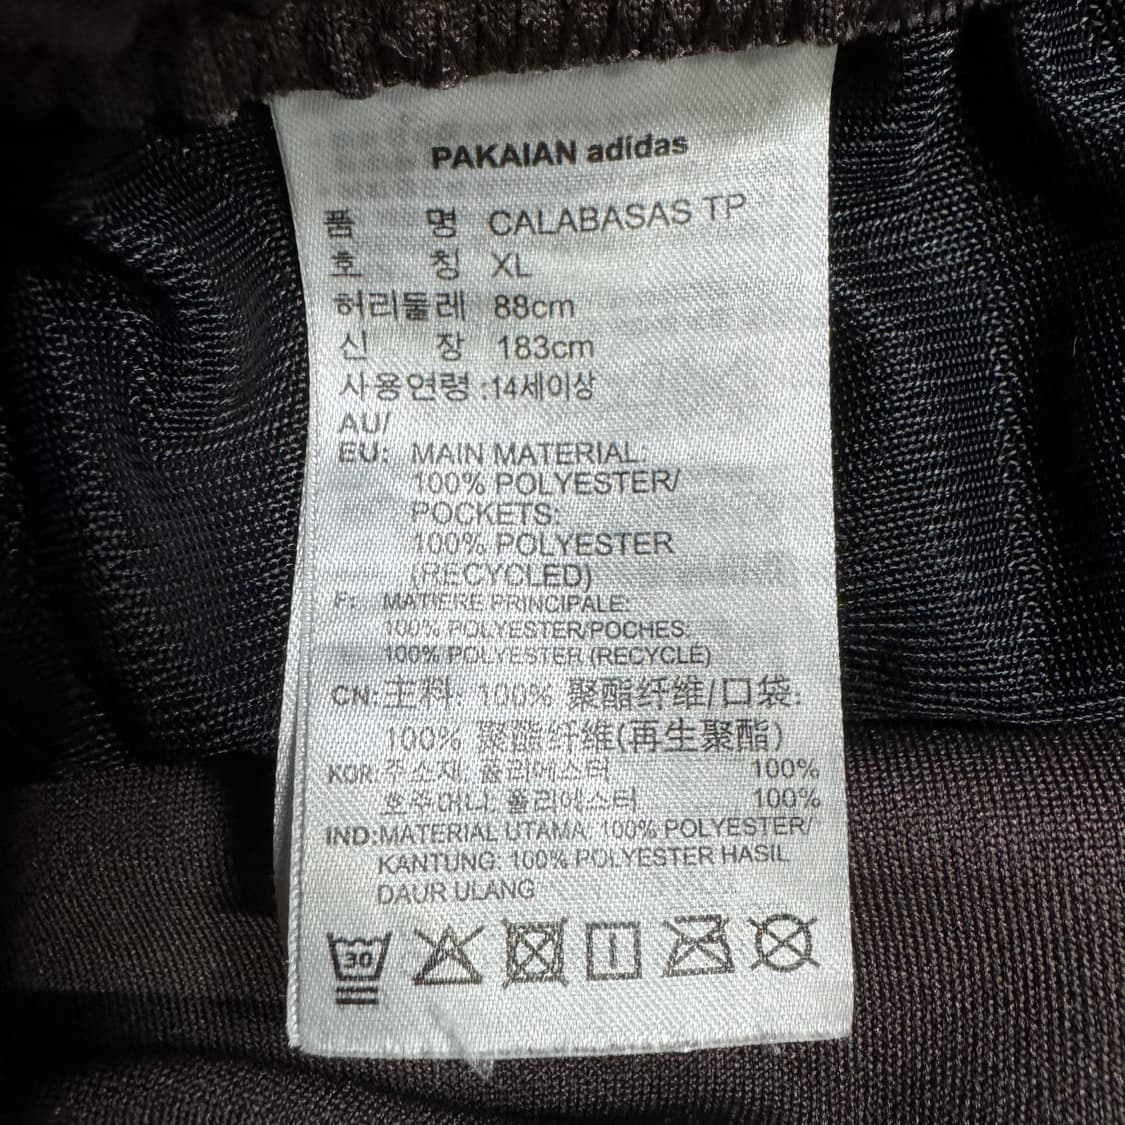 PAKAIAN adidas
품 명 CALABASAS TP
호 칭 XL
허리둘레 88cm
신 장 183cm
사용연령 :14세이상
AU/
EU: MAIN MATERIAL:
100% POLYESTER/
POCKETS:
100% POLYESTER
(RECYCLED)
F: MATIÈRE PRINCIPALE:
100% POLYESTER/POCHES:
100% POLYESTER (RECYCLÉ)
CN: 主料: 100% 聚酯纤维/口袋:
100% 聚酯纤维(再生聚酯)
KOR: 주소재: 폴리에스터 100%
호주머니: 폴리에스터 100%
IND: MATERIAL UTAMA: 100% POLYESTER/
KANTUNG: 100% POLYESTER HASIL
DAUR ULANG
30